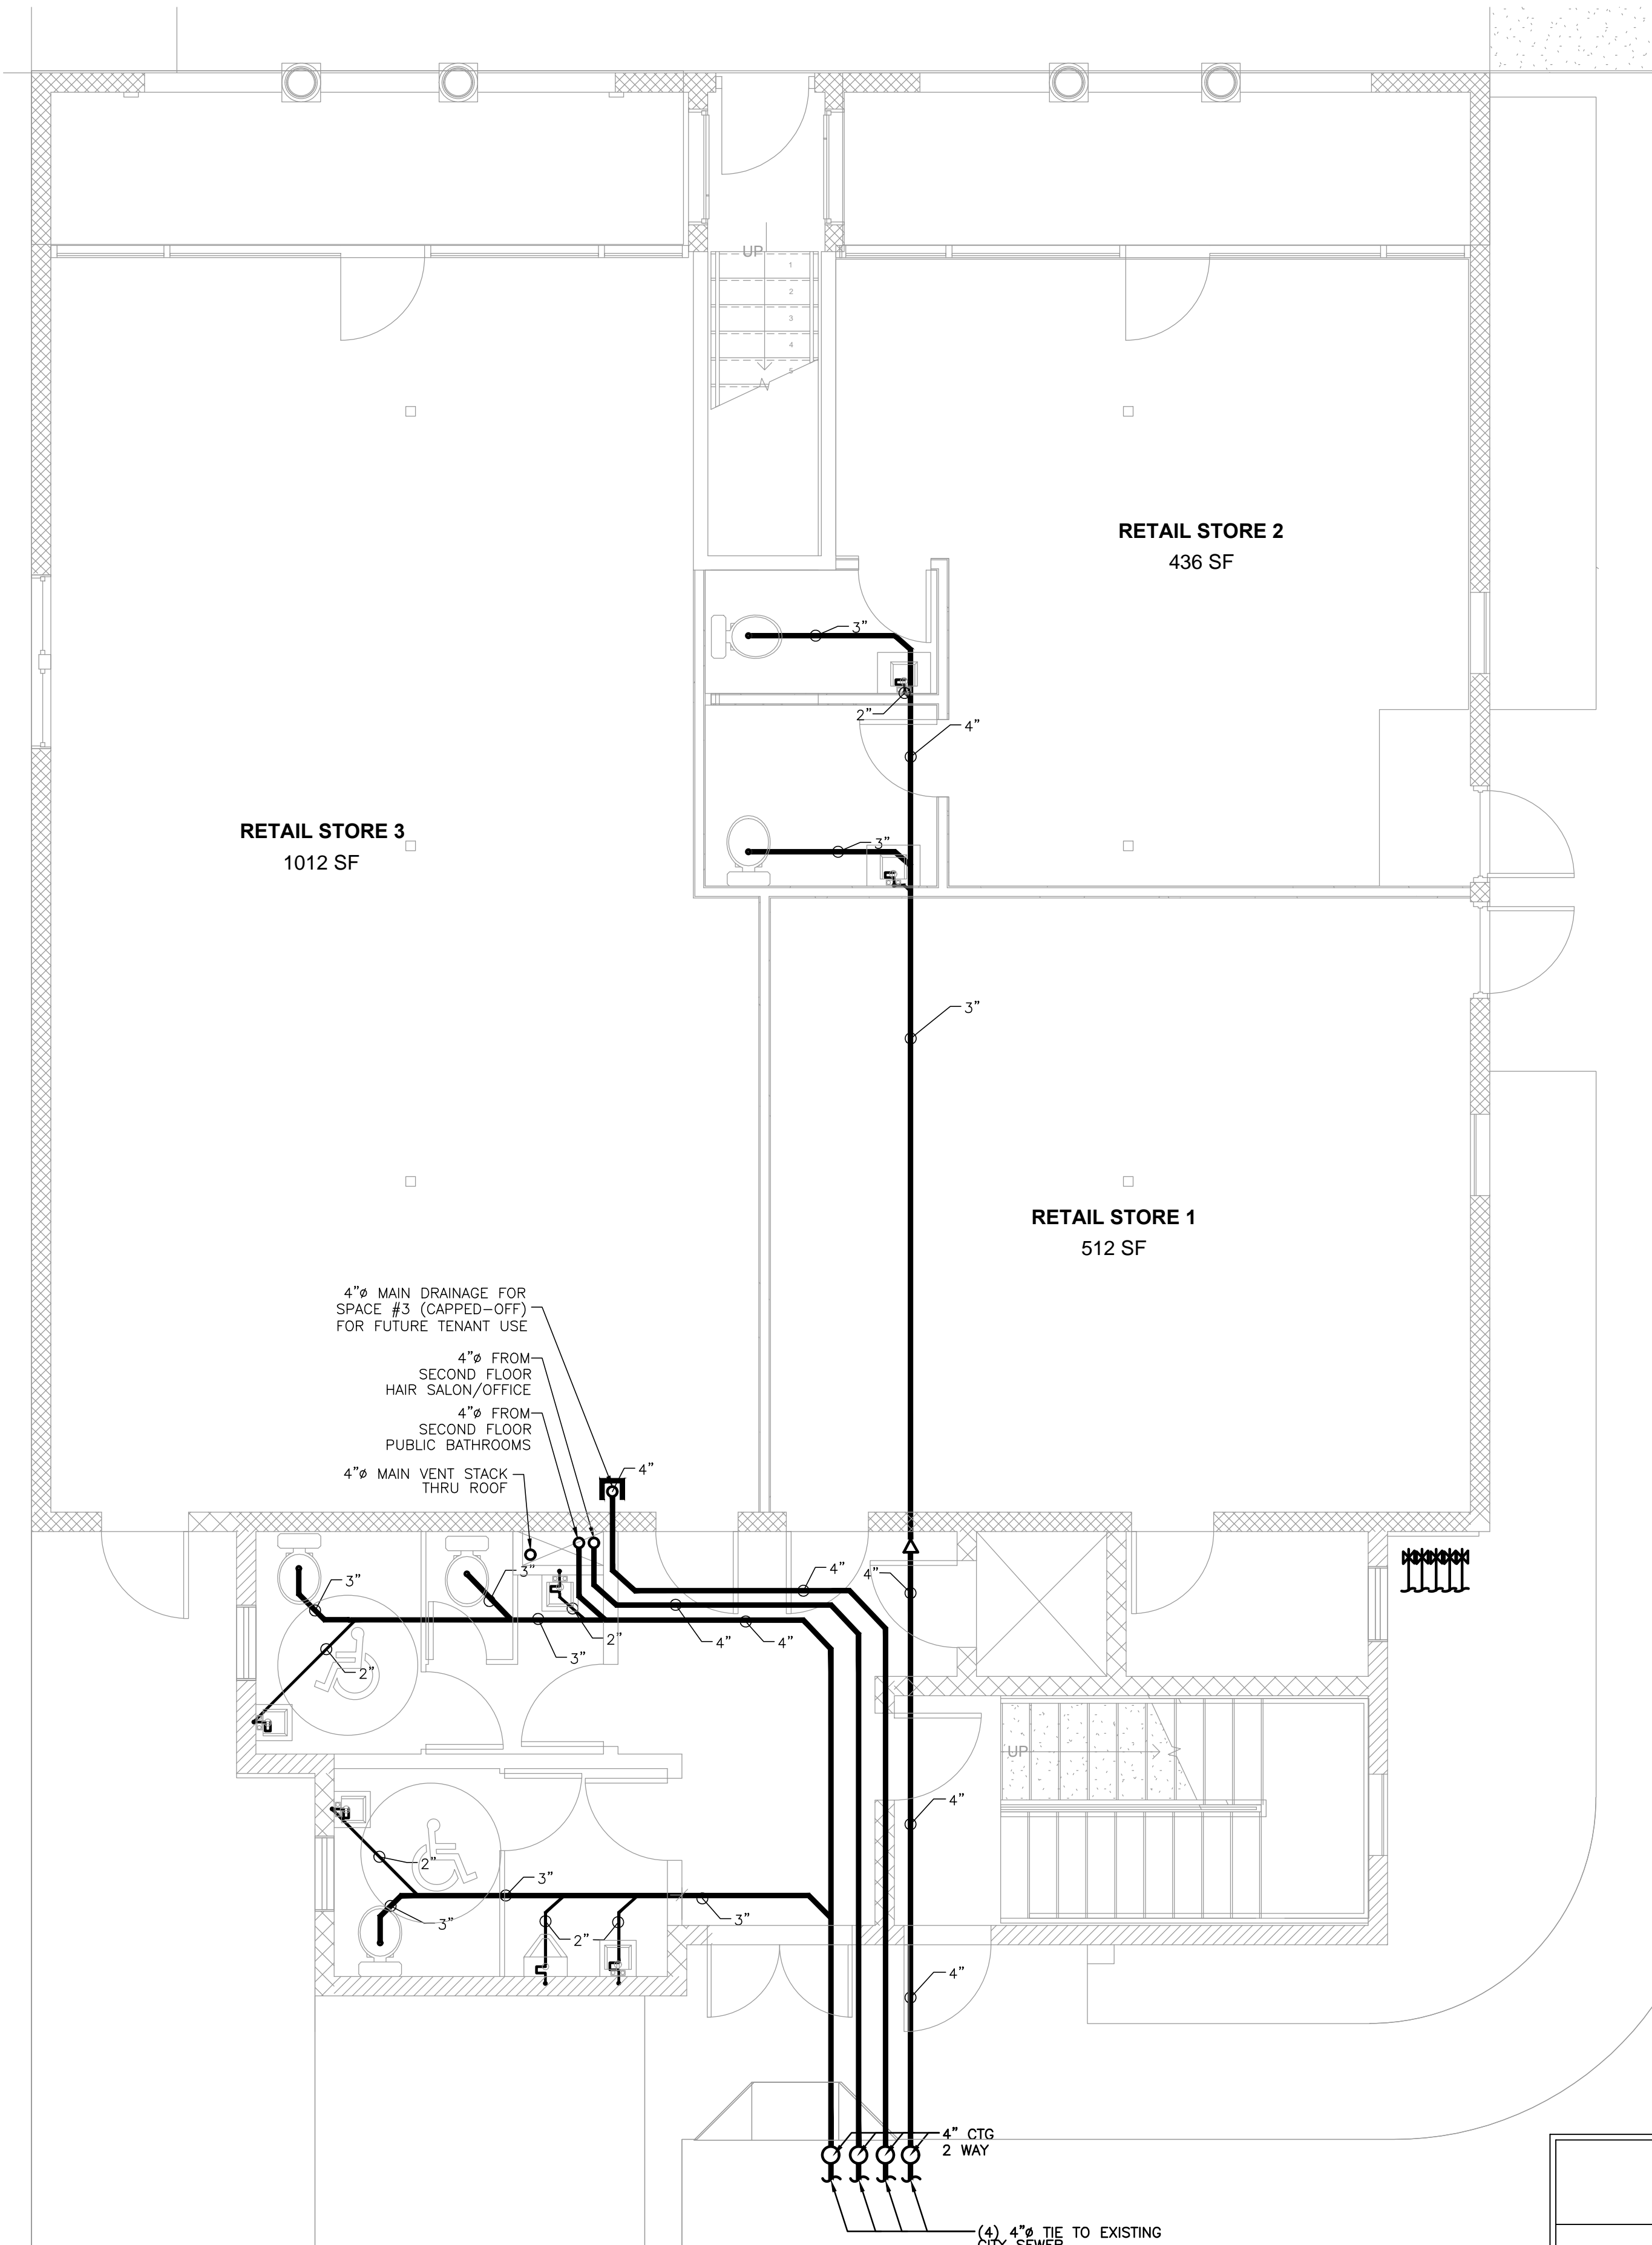 UP
1
2
3
4
5
RETAIL STORE 2
436 SF
3”
2”
4”
3”
RETAIL STORE 3
1012 SF
3”
RETAIL STORE 1
512 SF
4”ø MAIN DRAINAGE FOR
SPACE #3 (CAPPED-OFF)
FOR FUTURE TENANT USE
4”ø FROM
SECOND FLOOR
HAIR SALON/OFFICE
4”ø FROM
SECOND FLOOR
PUBLIC BATHROOMS
4”ø MAIN VENT STACK
THRU ROOF
4”
3”
3”
4”
4”
2”
4”
4”
3”
2”
UP
4”
2”
3”
3”
3”
2”
4”
4” CTG
2 WAY
(4) 4”ø TIE TO EXISTING
CITY SEWER